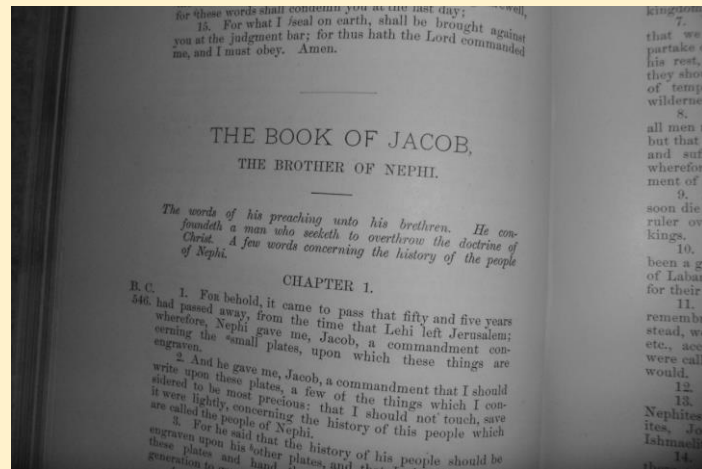 for these words shall condemn you at the last day;
15. For what I seal on earth, shall be brought against
you at the judgment bar; for thus hath the Lord commanded
me, and I must obey. Amen.
THE BOOK OF JACOB,
THE BROTHER OF NEPHI.
The words of his preaching unto his brethren. He con-
foundeth a man who seeketh to overthrow the doctrine of
Christ. A few words concerning the history of the people
of Nephi.
CHAPTER 1.
B. C. 1. For behold, it came to pass that fifty and five years
546. had passed away, from the time that Lehi left Jerusalem;
wherefore, Nephi gave me, Jacob, a commandment con-
cerning the small plates, upon which these things are
engraven.
2. And he gave me, Jacob, a commandment that I should
write upon these plates, a few of the things which I con-
sidered to be most precious: that I should not touch, save
it were lightly, concerning the history of this people which
are called the people of Nephi.
3. For he said that the history of his people should be
engraven upon his other plates, and
these plates and hand
generation to
kingdom
7.
that we
partake
his rest,
they shou
of temp
wilderne
8.
all men
but that
and suf
wherefor
ment of
9.
soon die
ruler ov
kings.
10.
been a g
of Laban
for their
11.
rememb
stead, w
etc., acc
were call
would.
12.
13.
Nephites
ites, Jo
Ishmaeli
14.